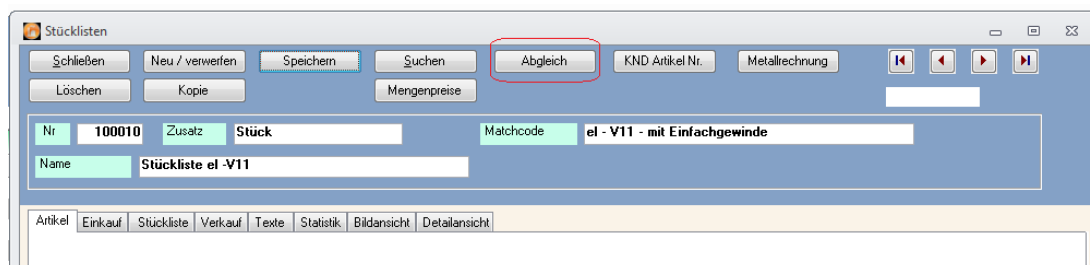 Stücklisten
Schließen Neu / verwerfen Speichern Suchen Abgleich KND Artikel Nr. Metallrechnung
Löschen Kopie Mengenpreise
Nr 100010 Zusatz Stück Matchcode el - V11 - mit Einfachgewinde
Name Stückliste el -V11
Artikel Einkauf Stückliste Verkauf Texte Statistik Bildansicht Detailansicht